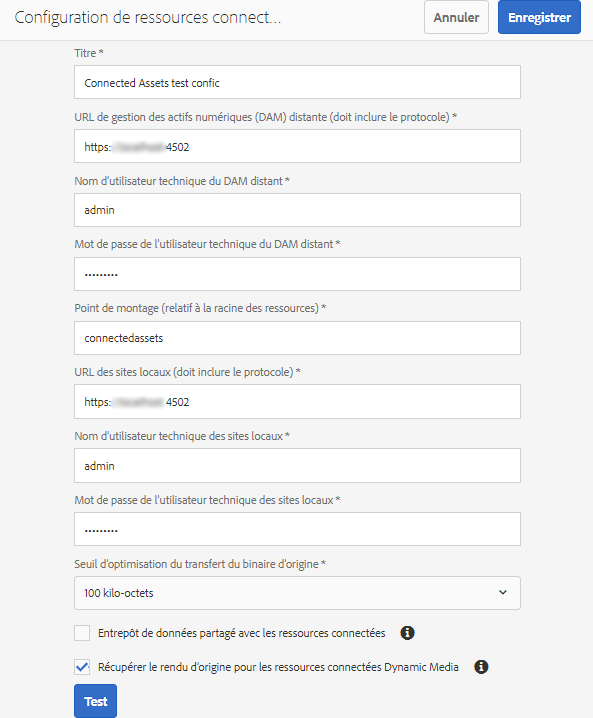 Configuration de ressources connect...
Annuler
Enregistrer
Titre *
Connected Assets test confic
URL de gestion des actifs numériques (DAM) distante (doit inclure le protocole) *
https: 4502
Nom d'utilisateur technique du DAM distant *
admin
Mot de passe de l'utilisateur technique du DAM distant *
•••••••••
Point de montage (relatif à la racine des ressources) *
connectedassets
URL des sites locaux (doit inclure le protocole) *
https: 4502
Nom d'utilisateur technique des sites locaux *
admin
Mot de passe de l'utilisateur technique des sites locaux *
•••••••••
Seuil d'optimisation du transfert du binaire d'origine *
100 kilo-octets
Entrepôt de données partagé avec les ressources connectées
Récupérer le rendu d'origine pour les ressources connectées Dynamic Media
Test